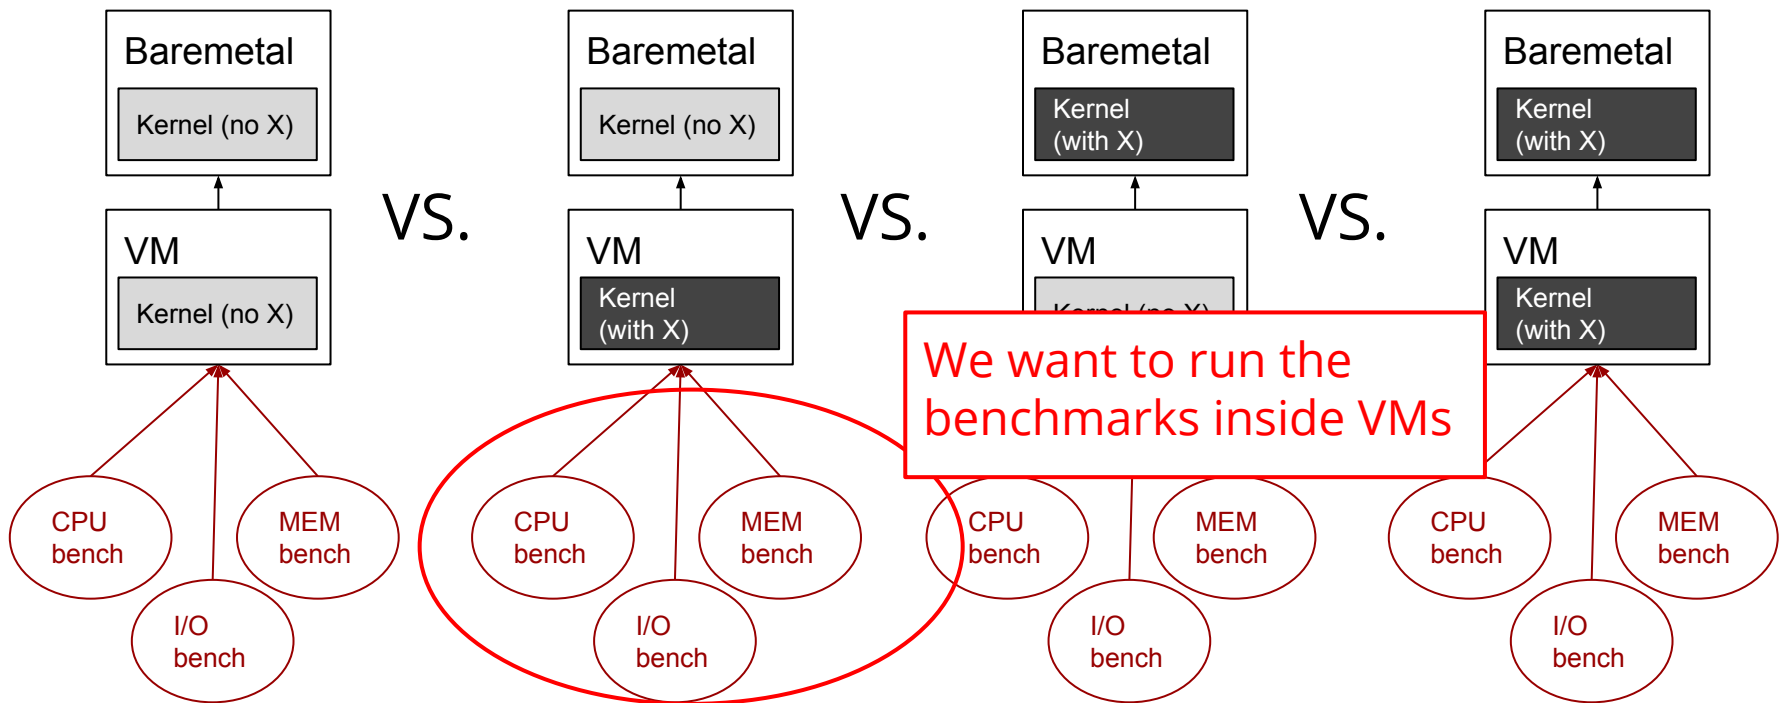 Baremetal
Kernel (no X)
VM
Kernel (no X)
CPU
bench
MEM
bench
I/O
bench
VS.
Baremetal
Kernel (no X)
VM
Kernel
(with X)
CPU
bench
MEM
bench
I/O
bench
VS.
Baremetal
Kernel
(with X)
VM
Kernel (no X)
We want to run the
benchmarks inside VMs
CPU
bench
MEM
bench
I/O
bench
VS.
Baremetal
Kernel
(with X)
VM
Kernel
(with X)
CPU
bench
MEM
bench
I/O
bench